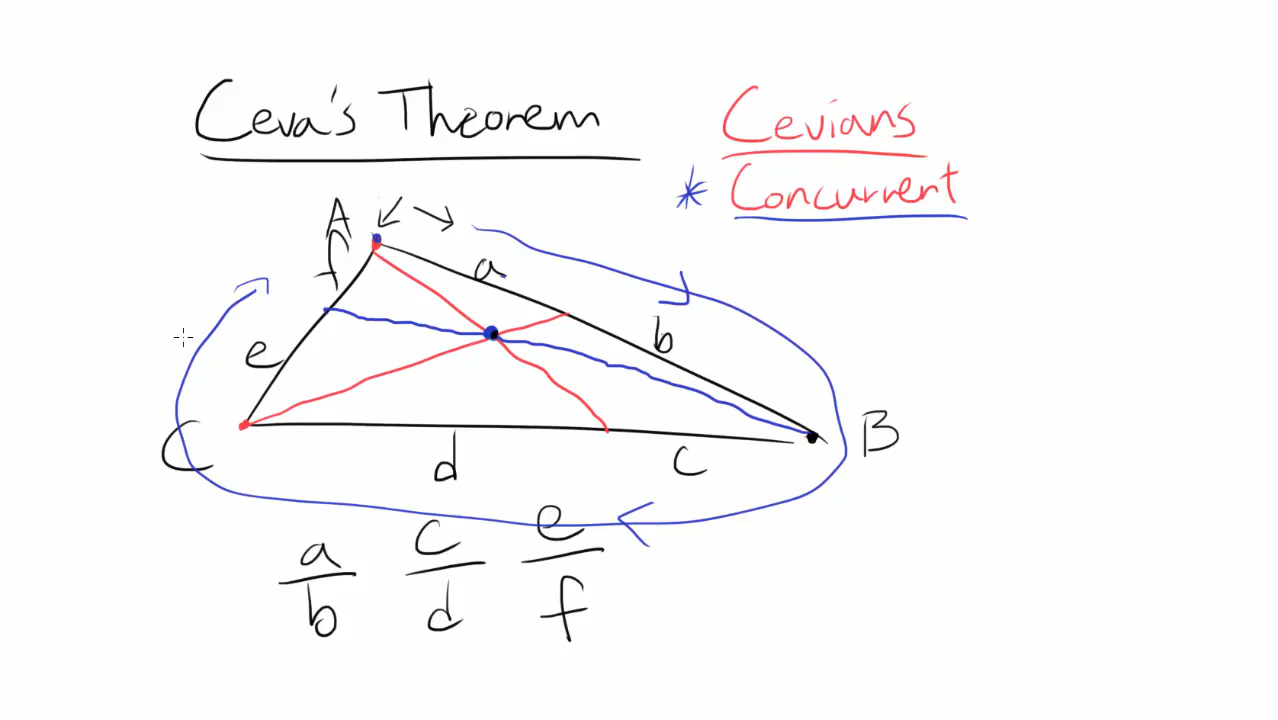 Ceva's Theorem
Cevians
* Concurrent
A
f
a
b
e
C
B
d
c
a/b c/d e/f